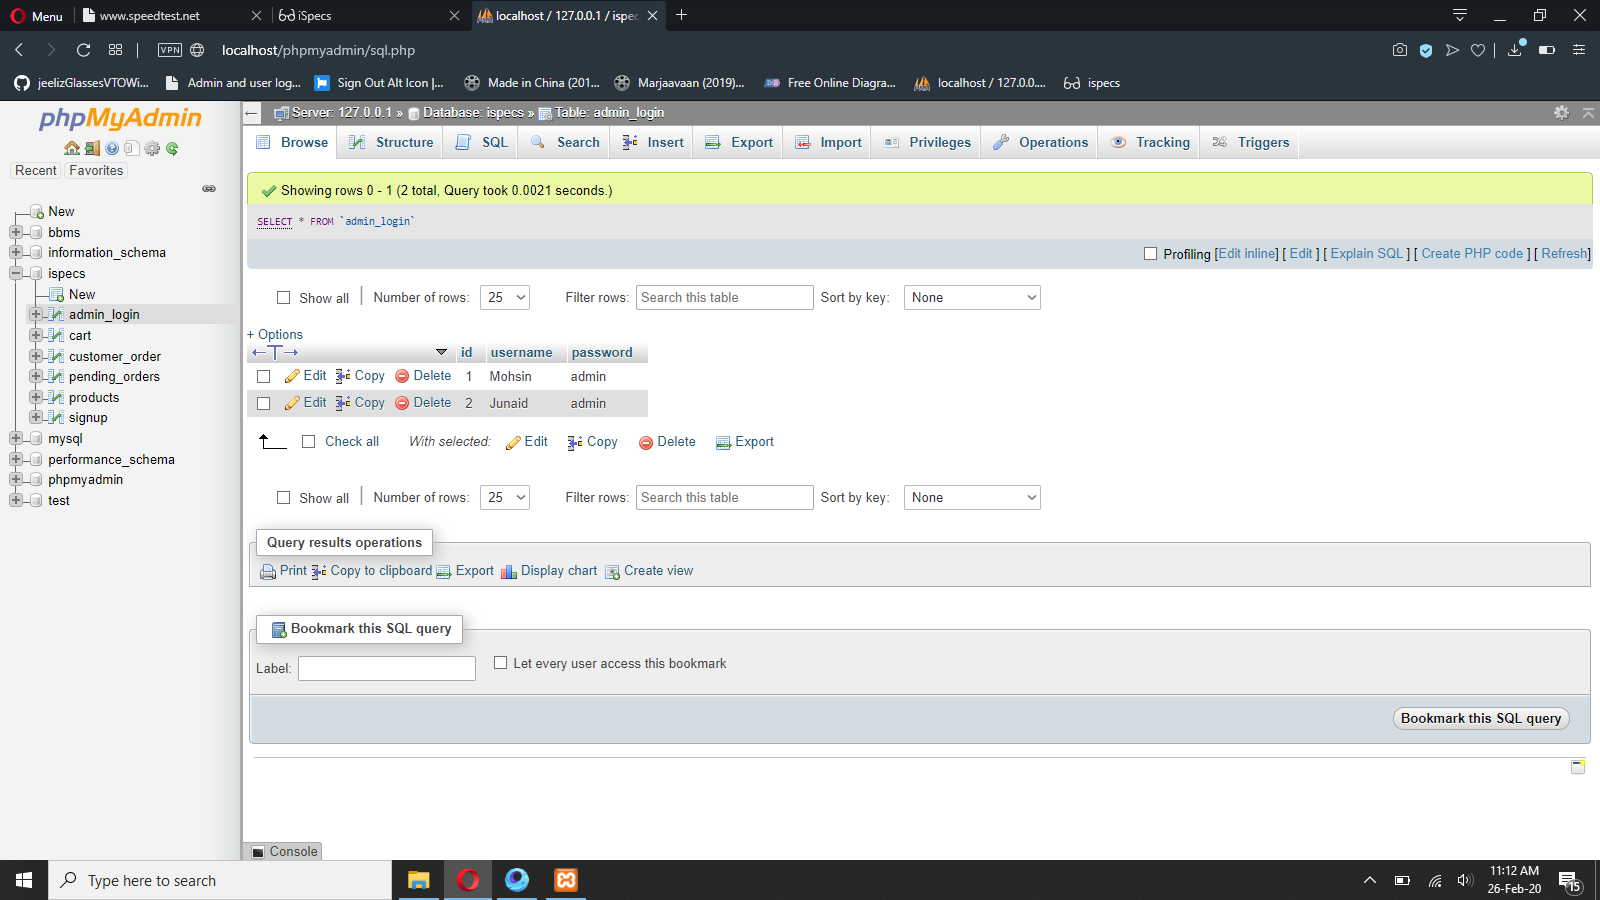 Menu
www.speedtest.net
iSpecs
localhost / 127.0.0.1 / ispec
VPN
localhost/phpmyadmin/sql.php
jeelizGlassesVTOWi...
Admin and user log...
Sign Out Alt Icon |...
Made in China (201...
Marjaavaan (2019)...
Free Online Diagra...
localhost / 127.0.0....
ispecs
phpMyAdmin
Recent
Favorites
New
bbms
information_schema
ispecs
New
admin_login
cart
customer_order
pending_orders
products
signup
mysql
performance_schema
phpmyadmin
test
Server: 127.0.0.1 » Database: ispecs » Table: admin_login
Browse
Structure
SQL
Search
Insert
Export
Import
Privileges
Operations
Tracking
Triggers
Showing rows 0 - 1 (2 total, Query took 0.0021 seconds.)
SELECT * FROM `admin_login`
Profiling [Edit inline] [ Edit ] [ Explain SQL ] [ Create PHP code ] [ Refresh]
Show all | Number of rows: 25 Filter rows: Search this table Sort by key: None
+ Options
←T→ id username password
Edit Copy Delete 1 Mohsin admin
Edit Copy Delete 2 Junaid admin
Check all With selected: Edit Copy Delete Export
Show all | Number of rows: 25 Filter rows: Search this table Sort by key: None
Query results operations
Print Copy to clipboard Export Display chart Create view
Bookmark this SQL query
Label:
Let every user access this bookmark
Bookmark this SQL query
Console
Type here to search
11:12 AM
26-Feb-20
15